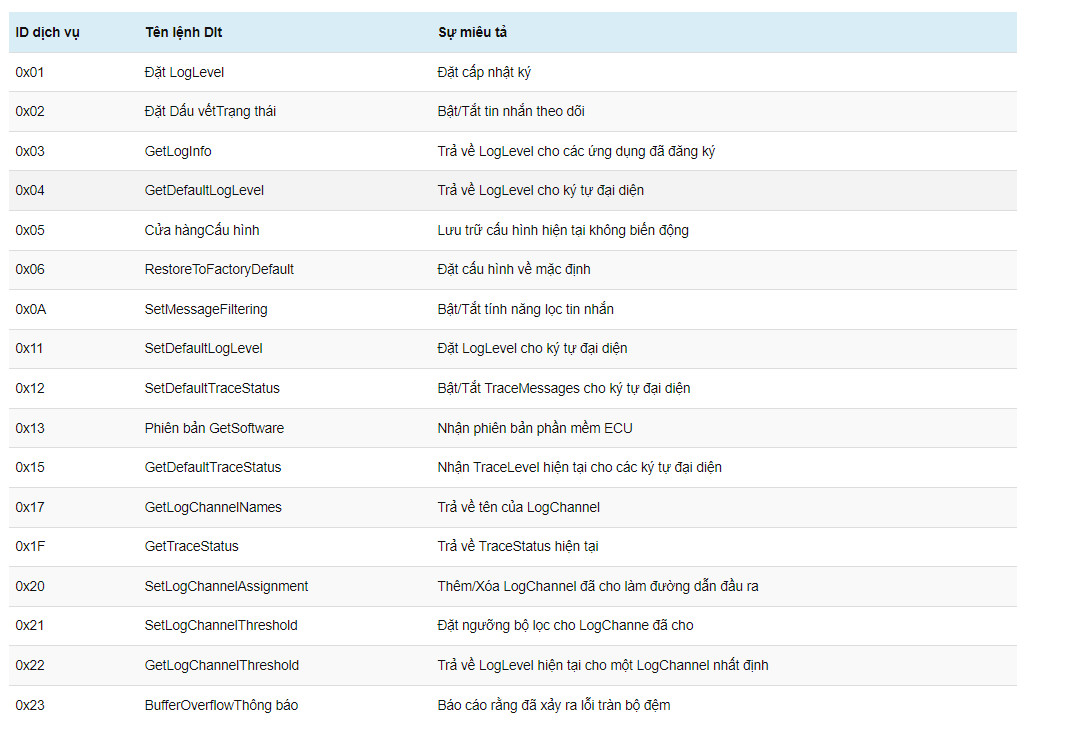 ID dịch vụ Tên lệnh Dlt Sự miêu tả
0x01 Đặt LogLevel Đặt cấp nhật ký
0x02 Đặt Dấu vếtTrạng thái Bật/Tắt tin nhắn theo dõi
0x03 GetLogInfo Trả về LogLevel cho các ứng dụng đã đăng ký
0x04 GetDefaultLogLevel Trả về LogLevel cho ký tự đại diện
0x05 Cửa hàngCấu hình Lưu trữ cấu hình hiện tại không biến động
0x06 RestoreToFactoryDefault Đặt cấu hình về mặc định
0x0A SetMessageFiltering Bật/Tắt tính năng lọc tin nhắn
0x11 SetDefaultLogLevel Đặt LogLevel cho ký tự đại diện
0x12 SetDefaultTraceStatus Bật/Tắt TraceMessages cho ký tự đại diện
0x13 Phiên bản GetSoftware Nhận phiên bản phần mềm ECU
0x15 GetDefaultTraceStatus Nhận TraceLevel hiện tại cho các ký tự đại diện
0x17 GetLogChannelNames Trả về tên của LogChannel
0x1F GetTraceStatus Trả về TraceStatus hiện tại
0x20 SetLogChannelAssignment Thêm/Xóa LogChannel đã cho làm đường dẫn đầu ra
0x21 SetLogChannelThreshold Đặt ngưỡng bộ lọc cho LogChanne đã cho
0x22 GetLogChannelThreshold Trả về LogLevel hiện tại cho một LogChannel nhất định
0x23 BufferOverflowThông báo Báo cáo rằng đã xảy ra lỗi tràn bộ đệm